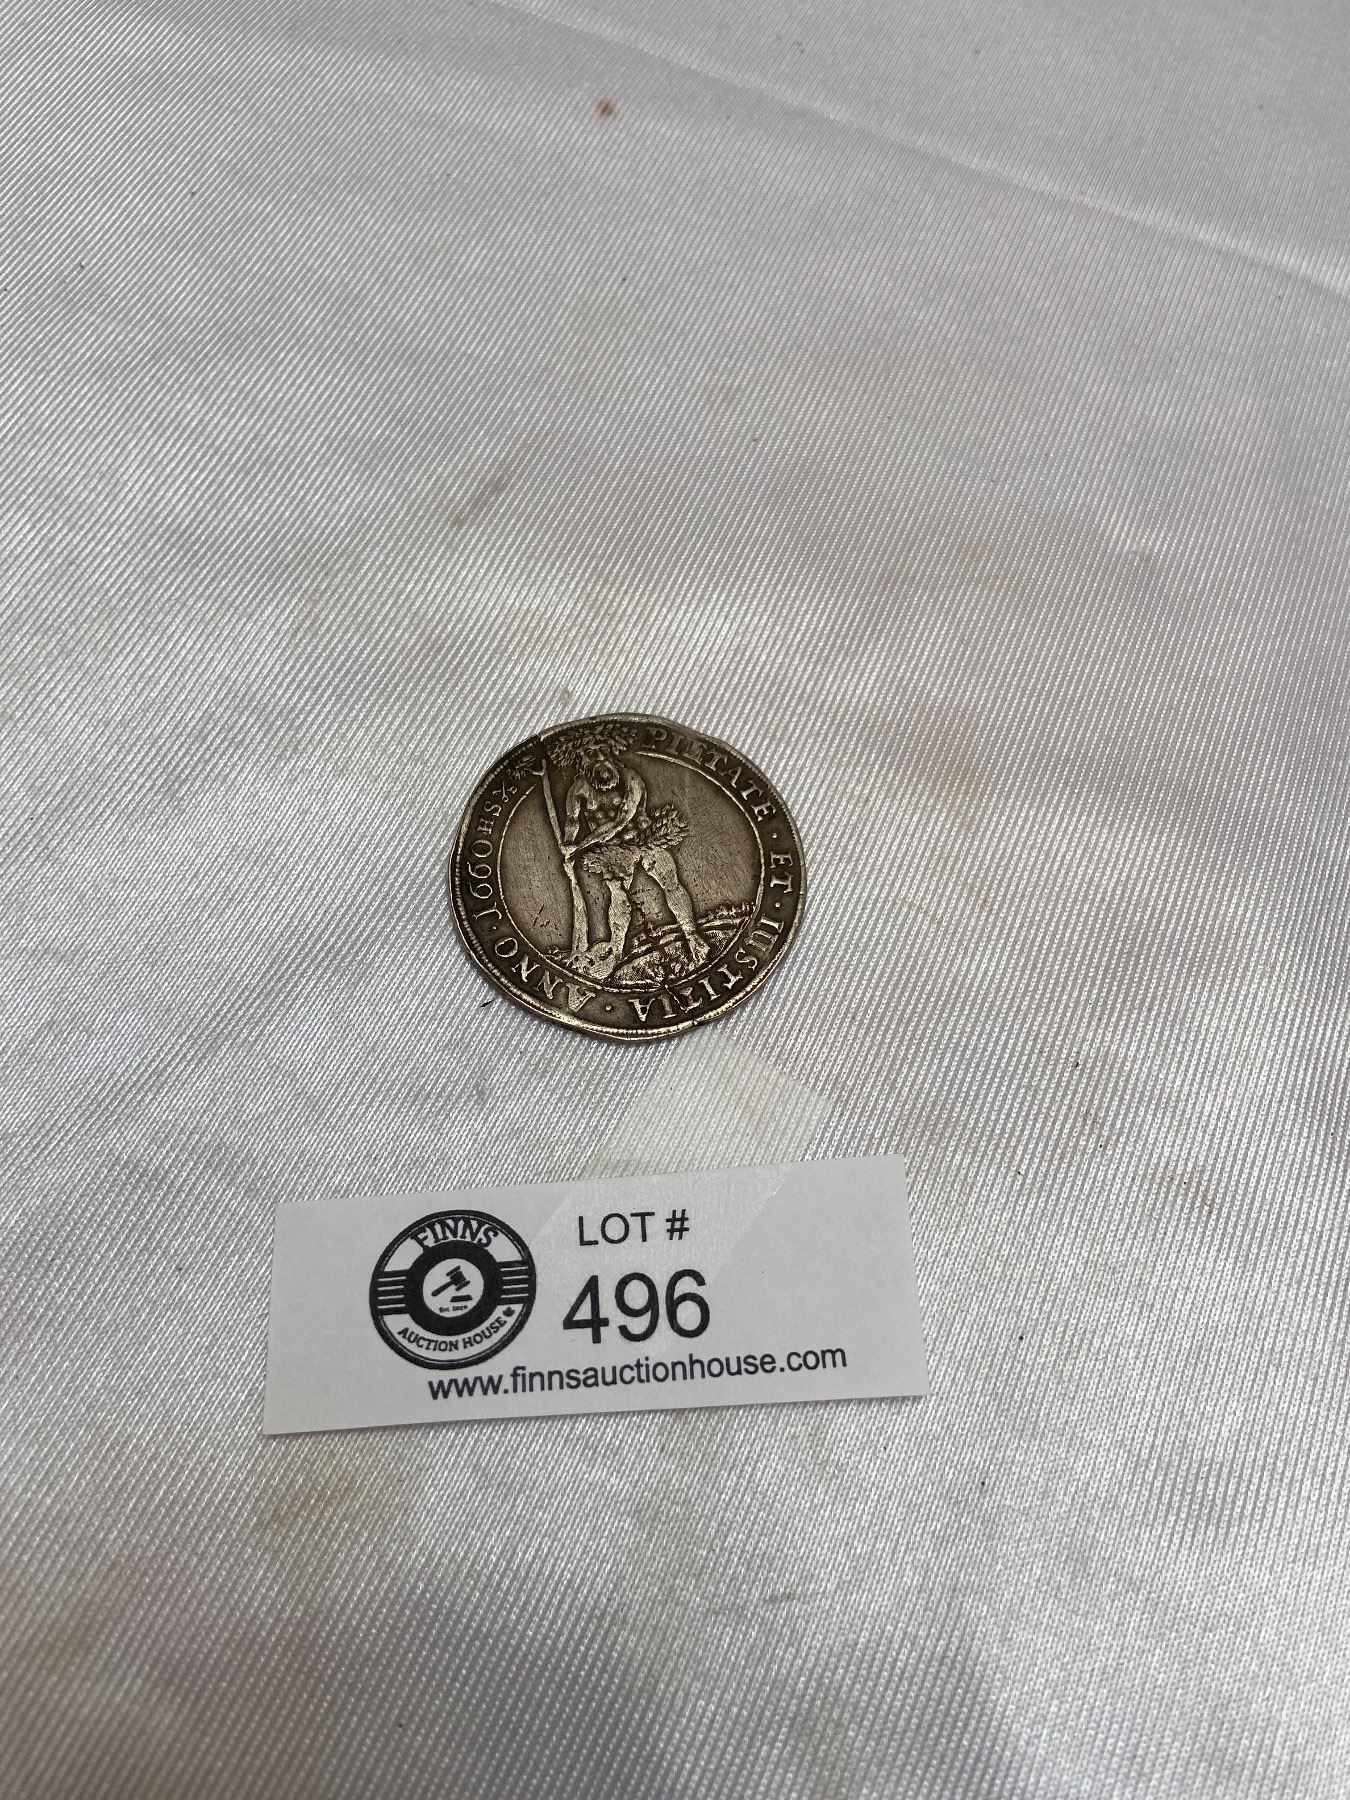 PIETATE · ET · IUSTITIA · ANNO · 1660 HS
FINNS
AUCTION HOUSE
LOT #
496
www.finnsauctionhouse.com